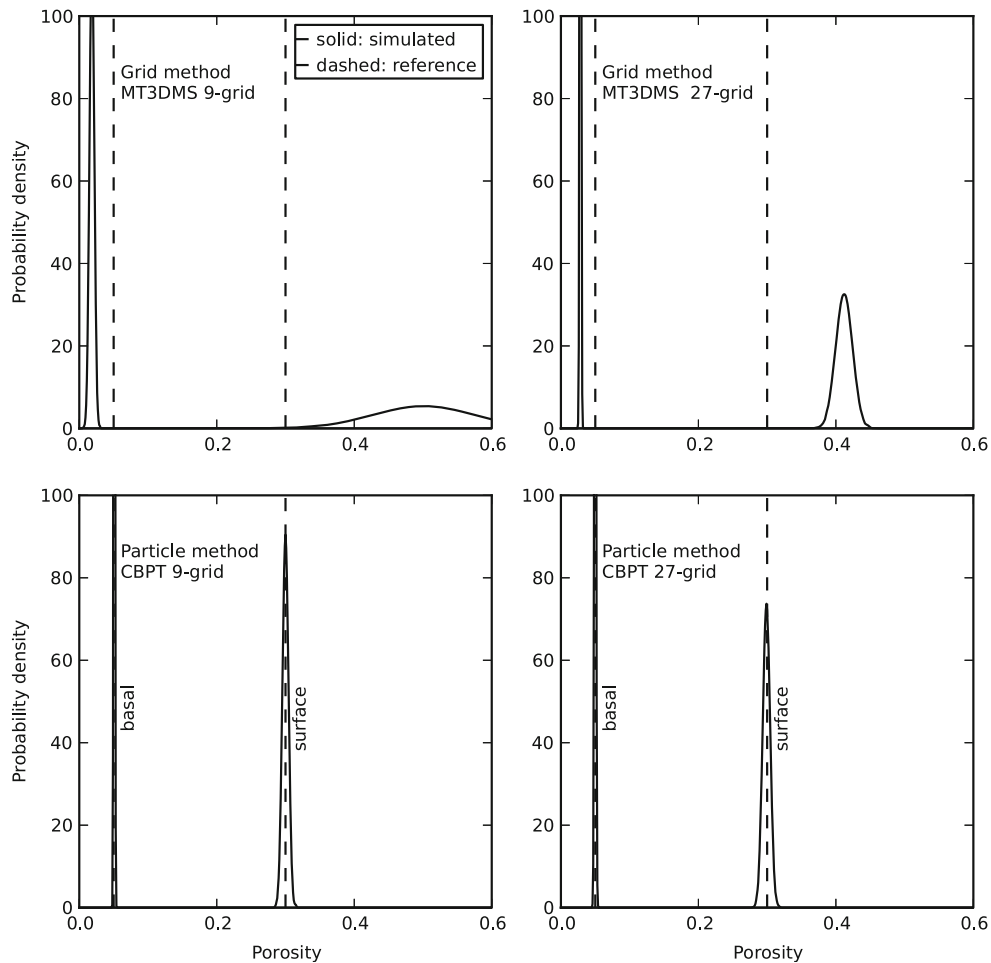 100
80
60
40
20
0
Probability density
solid: simulated
dashed: reference
Grid method
MT3DMS 9-grid
0.0 0.2 0.4 0.6
100
80
60
40
20
0
Grid method
MT3DMS 27-grid
0.0 0.2 0.4 0.6
100
80
60
40
20
0
Probability density
Particle method
CBPT 9-grid
basal
surface
0.0 0.2 0.4 0.6
Porosity
100
80
60
40
20
0
Particle method
CBPT 27-grid
basal
surface
0.0 0.2 0.4 0.6
Porosity